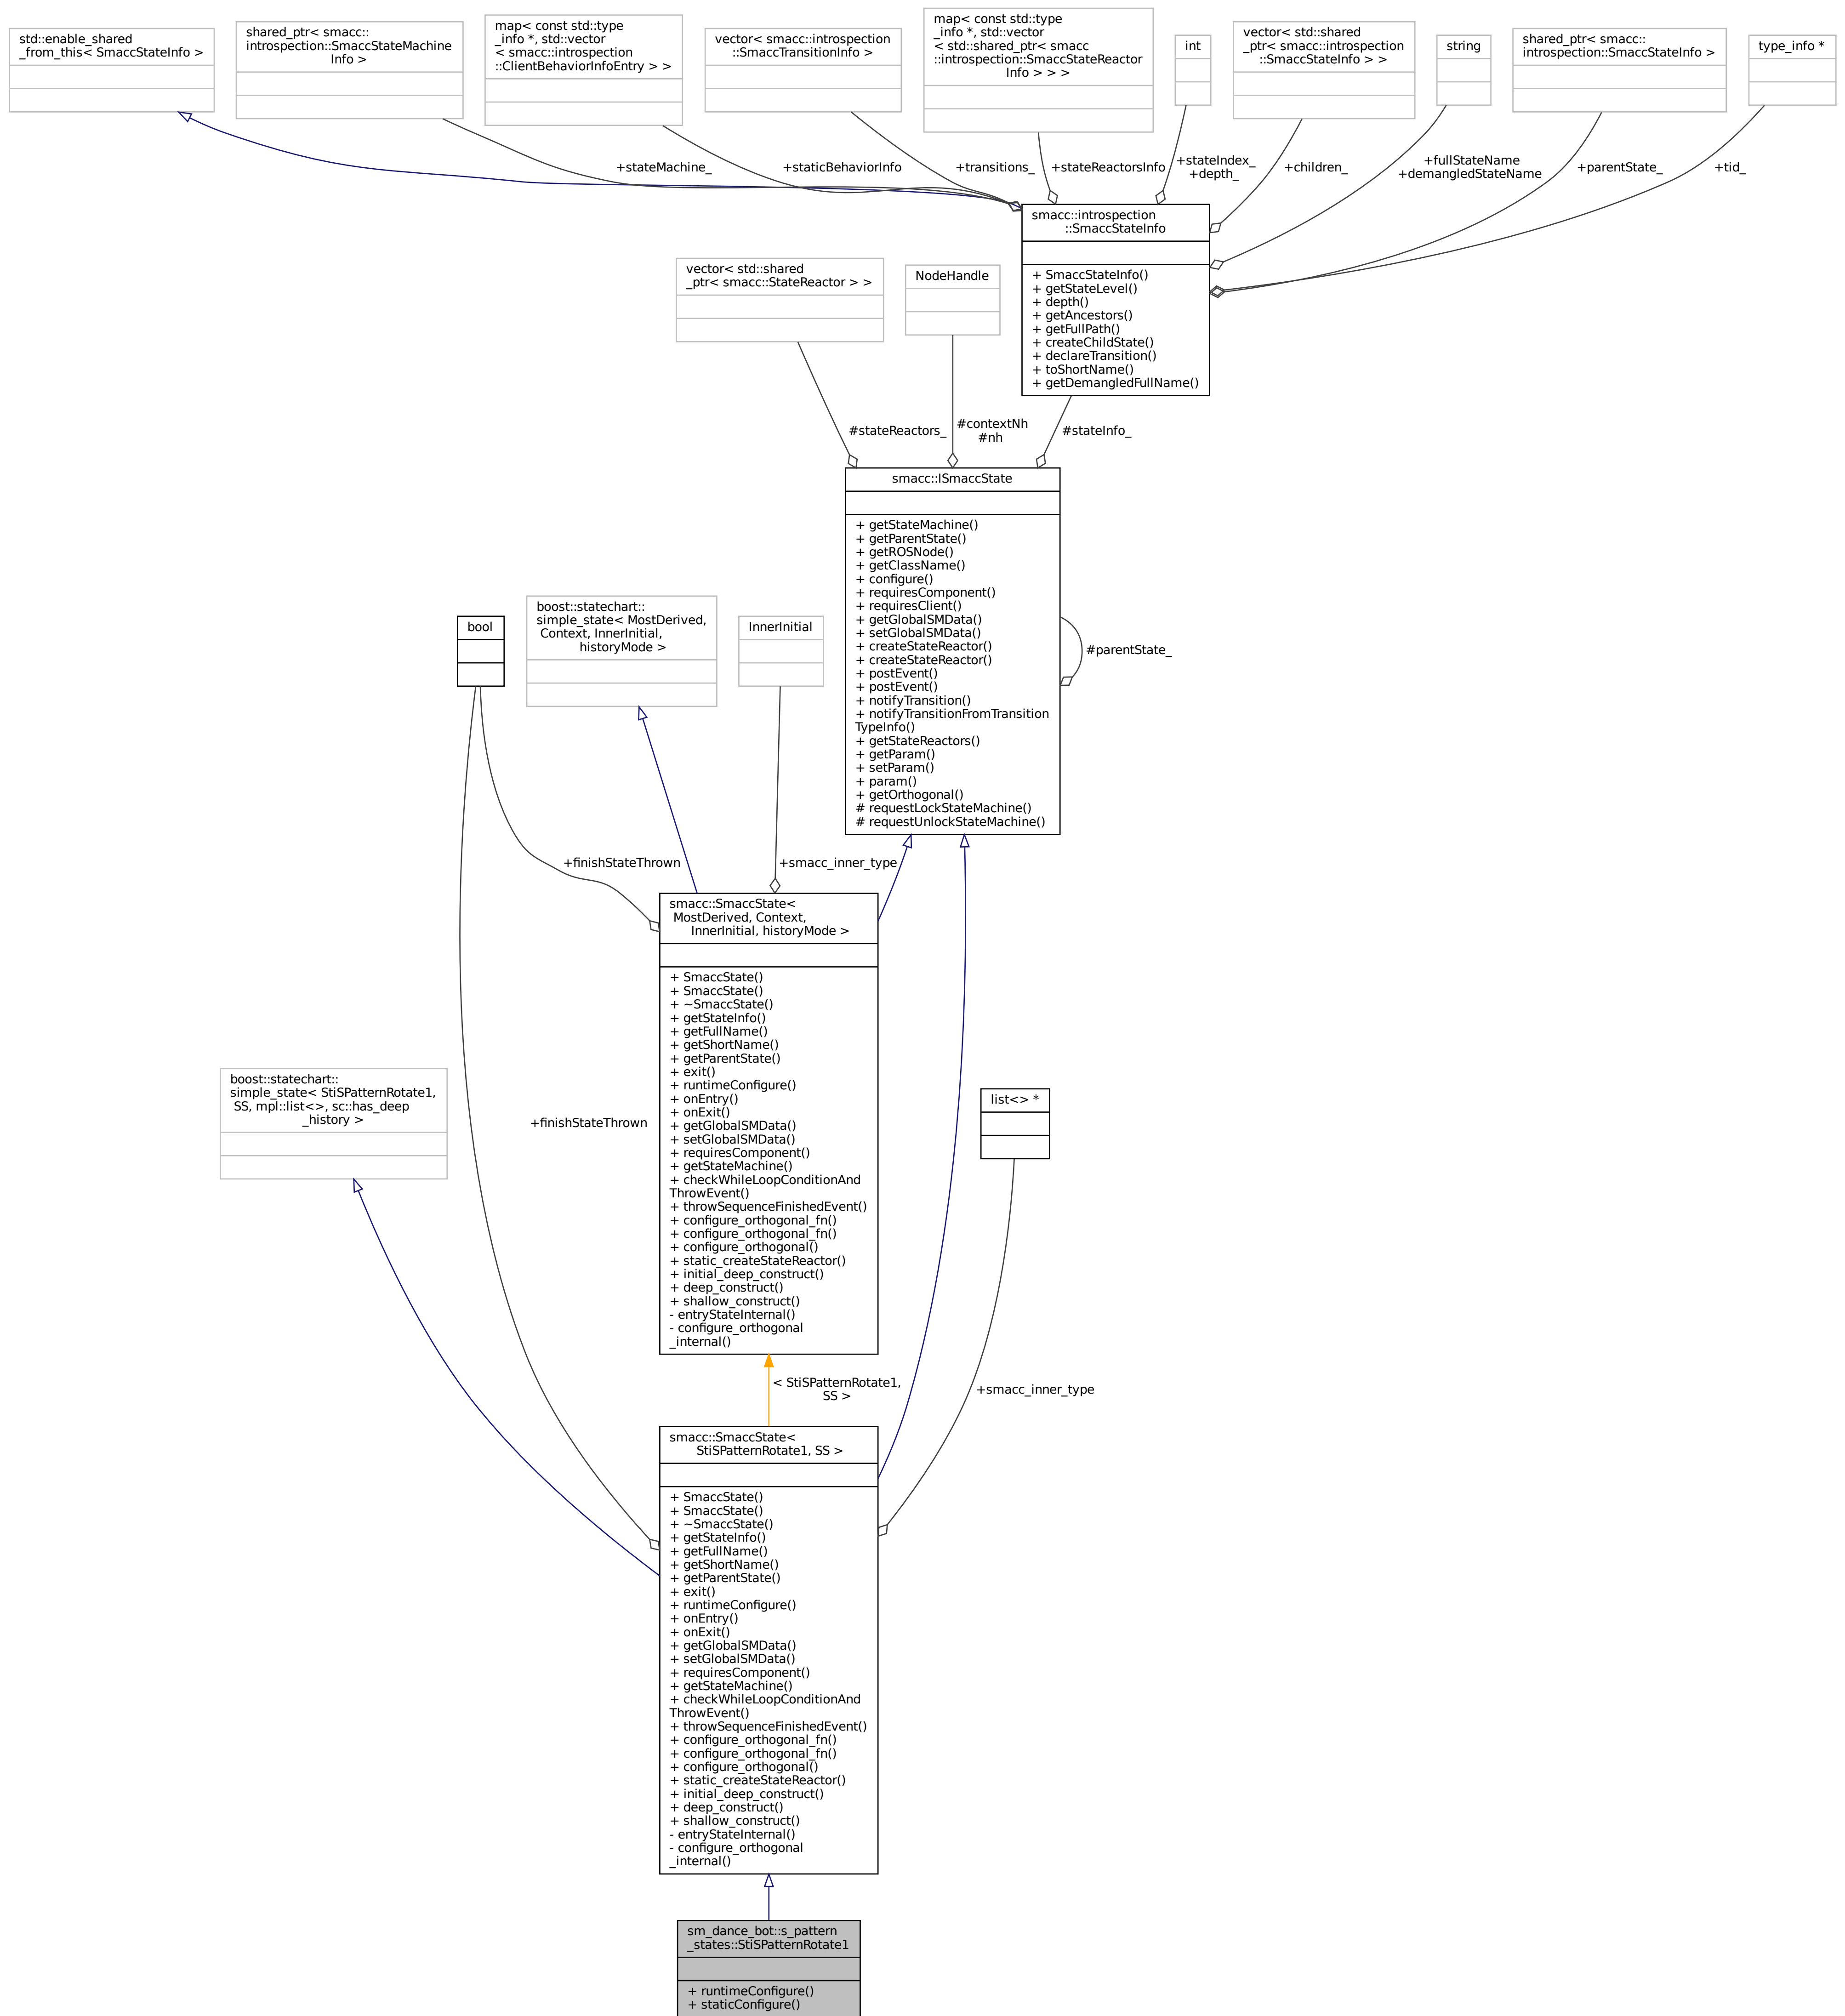 std::enable_shared
_from_this< SmaccStateInfo >
shared_ptr< smacc::
introspection::SmaccStateMachine
Info >
map< const std::type
_info *, std::vector
< smacc::introspection
::ClientBehaviorInfoEntry > >
vector< smacc::introspection
::SmaccTransitionInfo >
map< const std::type
_info *, std::vector
< std::shared_ptr< smacc
::introspection::SmaccStateReactor
Info > > >
int
vector< std::shared
_ptr< smacc::introspection
::SmaccStateInfo > >
string
shared_ptr< smacc::
introspection::SmaccStateInfo >
type_info *
+stateMachine_
+staticBehaviorInfo
+transitions_
+stateReactorsInfo
+stateIndex_
+depth_
+children_
+fullStateName
+demangledStateName
+parentState_
+tid_
smacc::introspection
::SmaccStateInfo
+ SmaccStateInfo()
+ getStateLevel()
+ depth()
+ getAncestors()
+ getFullPath()
+ createChildState()
+ declareTransition()
+ toShortName()
+ getDemangledFullName()
vector< std::shared
_ptr< smacc::StateReactor > >
NodeHandle
#stateReactors_
#contextNh
#nh
#stateInfo_
smacc::ISmaccState
+ getStateMachine()
+ getParentState()
+ getROSNode()
+ getClassName()
+ configure()
+ requiresComponent()
+ requiresClient()
+ getGlobalSMData()
+ setGlobalSMData()
+ createStateReactor()
+ createStateReactor()
+ postEvent()
+ postEvent()
+ notifyTransition()
+ notifyTransitionFromTransition
TypeInfo()
+ getStateReactors()
+ getParam()
+ setParam()
+ param()
+ getOrthogonal()
# requestLockStateMachine()
# requestUnlockStateMachine()
#parentState_
bool
boost::statechart::
simple_state< MostDerived,
Context, InnerInitial,
historyMode >
InnerInitial
+finishStateThrown
+smacc_inner_type
smacc::SmaccState<
MostDerived, Context,
InnerInitial, historyMode >
+ SmaccState()
+ SmaccState()
+ ~SmaccState()
+ getStateInfo()
+ getFullName()
+ getShortName()
+ getParentState()
+ exit()
+ runtimeConfigure()
+ onEntry()
+ onExit()
+ getGlobalSMData()
+ setGlobalSMData()
+ requiresComponent()
+ getStateMachine()
+ checkWhileLoopConditionAnd
ThrowEvent()
+ throwSequenceFinishedEvent()
+ configure_orthogonal_fn()
+ configure_orthogonal_fn()
+ configure_orthogonal()
+ static_createStateReactor()
+ initial_deep_construct()
+ deep_construct()
+ shallow_construct()
- entryStateInternal()
- configure_orthogonal
_internal()
boost::statechart::
simple_state< StiSPatternRotate1,
SS, mpl::list<>, sc::has_deep
_history >
+finishStateThrown
list<> *
< StiSPatternRotate1,
SS >
+smacc_inner_type
smacc::SmaccState<
StiSPatternRotate1, SS >
+ SmaccState()
+ SmaccState()
+ ~SmaccState()
+ getStateInfo()
+ getFullName()
+ getShortName()
+ getParentState()
+ exit()
+ runtimeConfigure()
+ onEntry()
+ onExit()
+ getGlobalSMData()
+ setGlobalSMData()
+ requiresComponent()
+ getStateMachine()
+ checkWhileLoopConditionAnd
ThrowEvent()
+ throwSequenceFinishedEvent()
+ configure_orthogonal_fn()
+ configure_orthogonal_fn()
+ configure_orthogonal()
+ static_createStateReactor()
+ initial_deep_construct()
+ deep_construct()
+ shallow_construct()
- entryStateInternal()
- configure_orthogonal
_internal()
sm_dance_bot::s_pattern
_states::StiSPatternRotate1
+ runtimeConfigure()
+ staticConfigure()